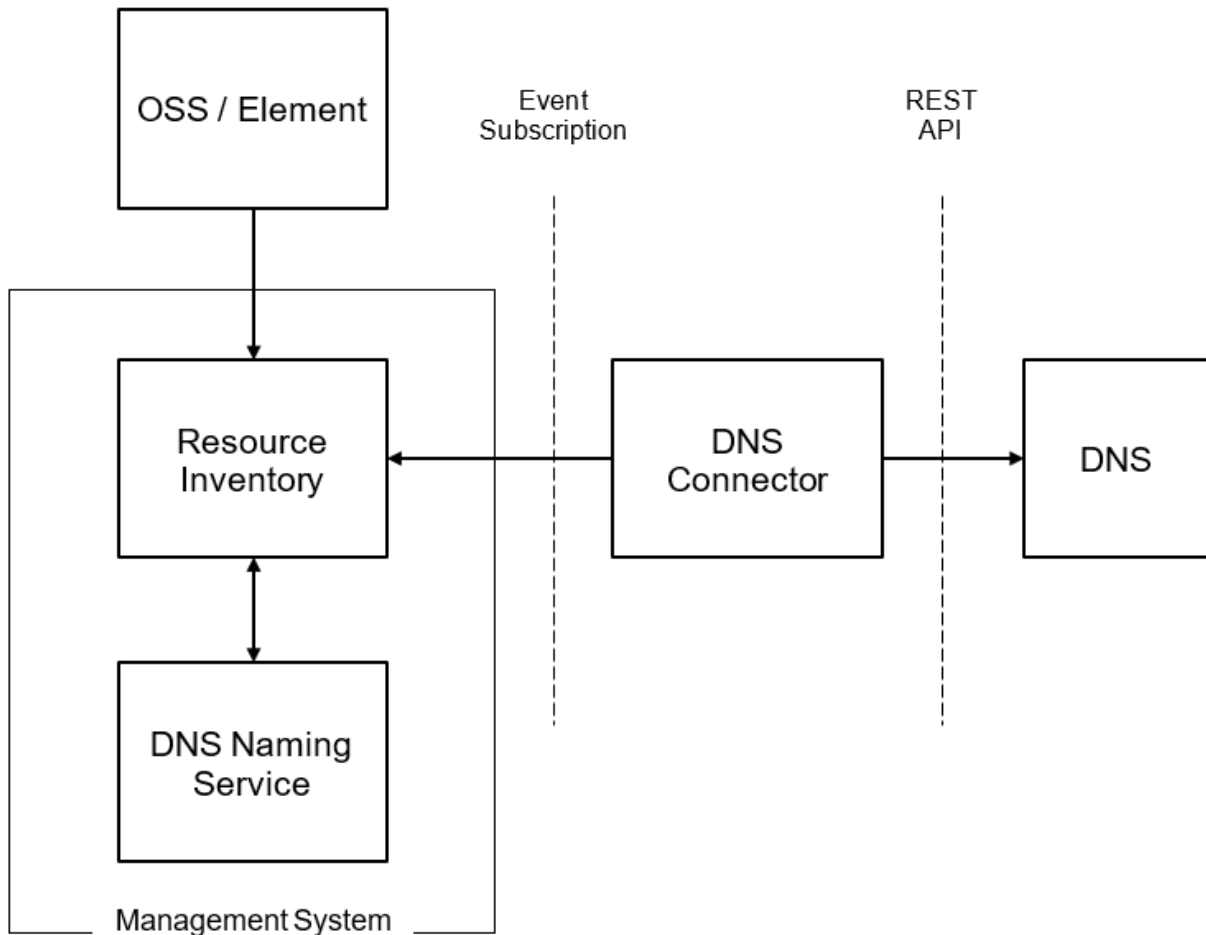 OSS / Element
Event
Subscription
REST
API
Resource
Inventory
DNS
Connector
DNS
DNS Naming
Service
Management System